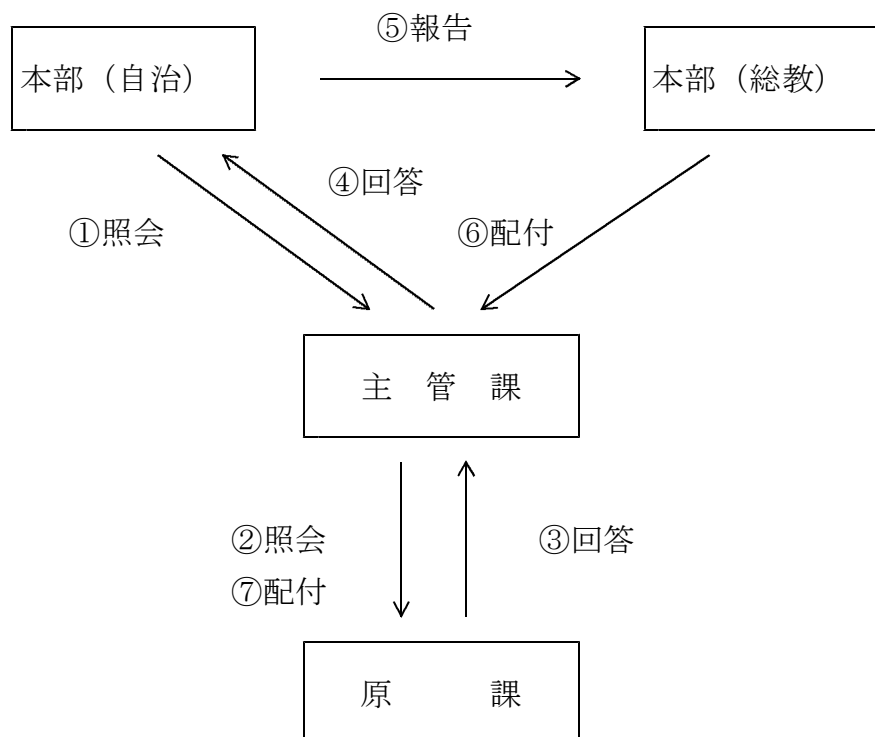 ⑤報告
本部（自治）
本部（総教）
④回答
①照会
⑥配付
主　管　課
②照会
③回答
⑦配付
原　　　課